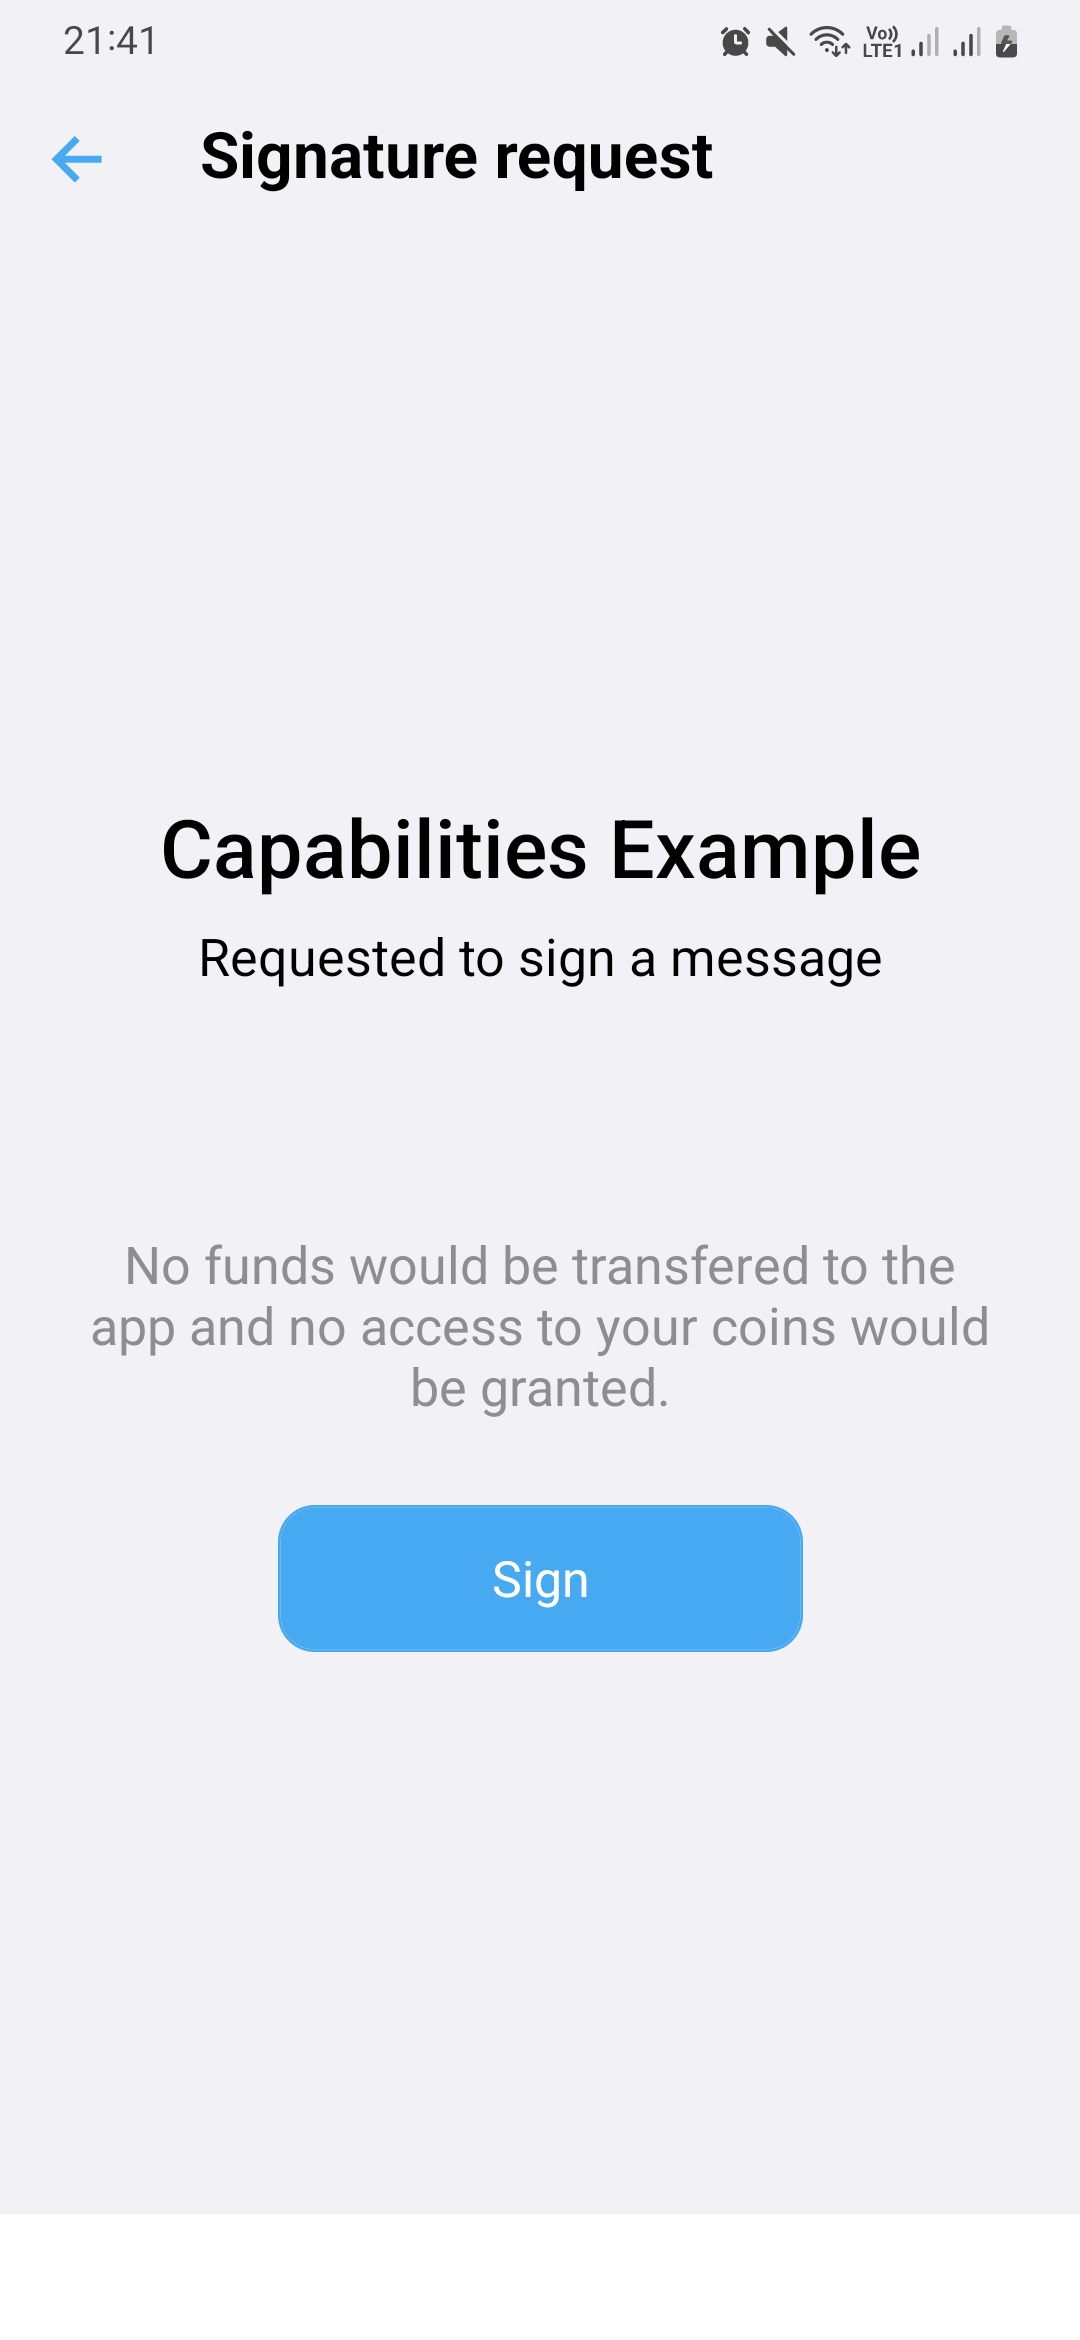 21:41
Vo))
LTE1
Signature request
Capabilities Example
Requested to sign a message
No funds would be transfered to the
app and no access to your coins would
be granted.
Sign